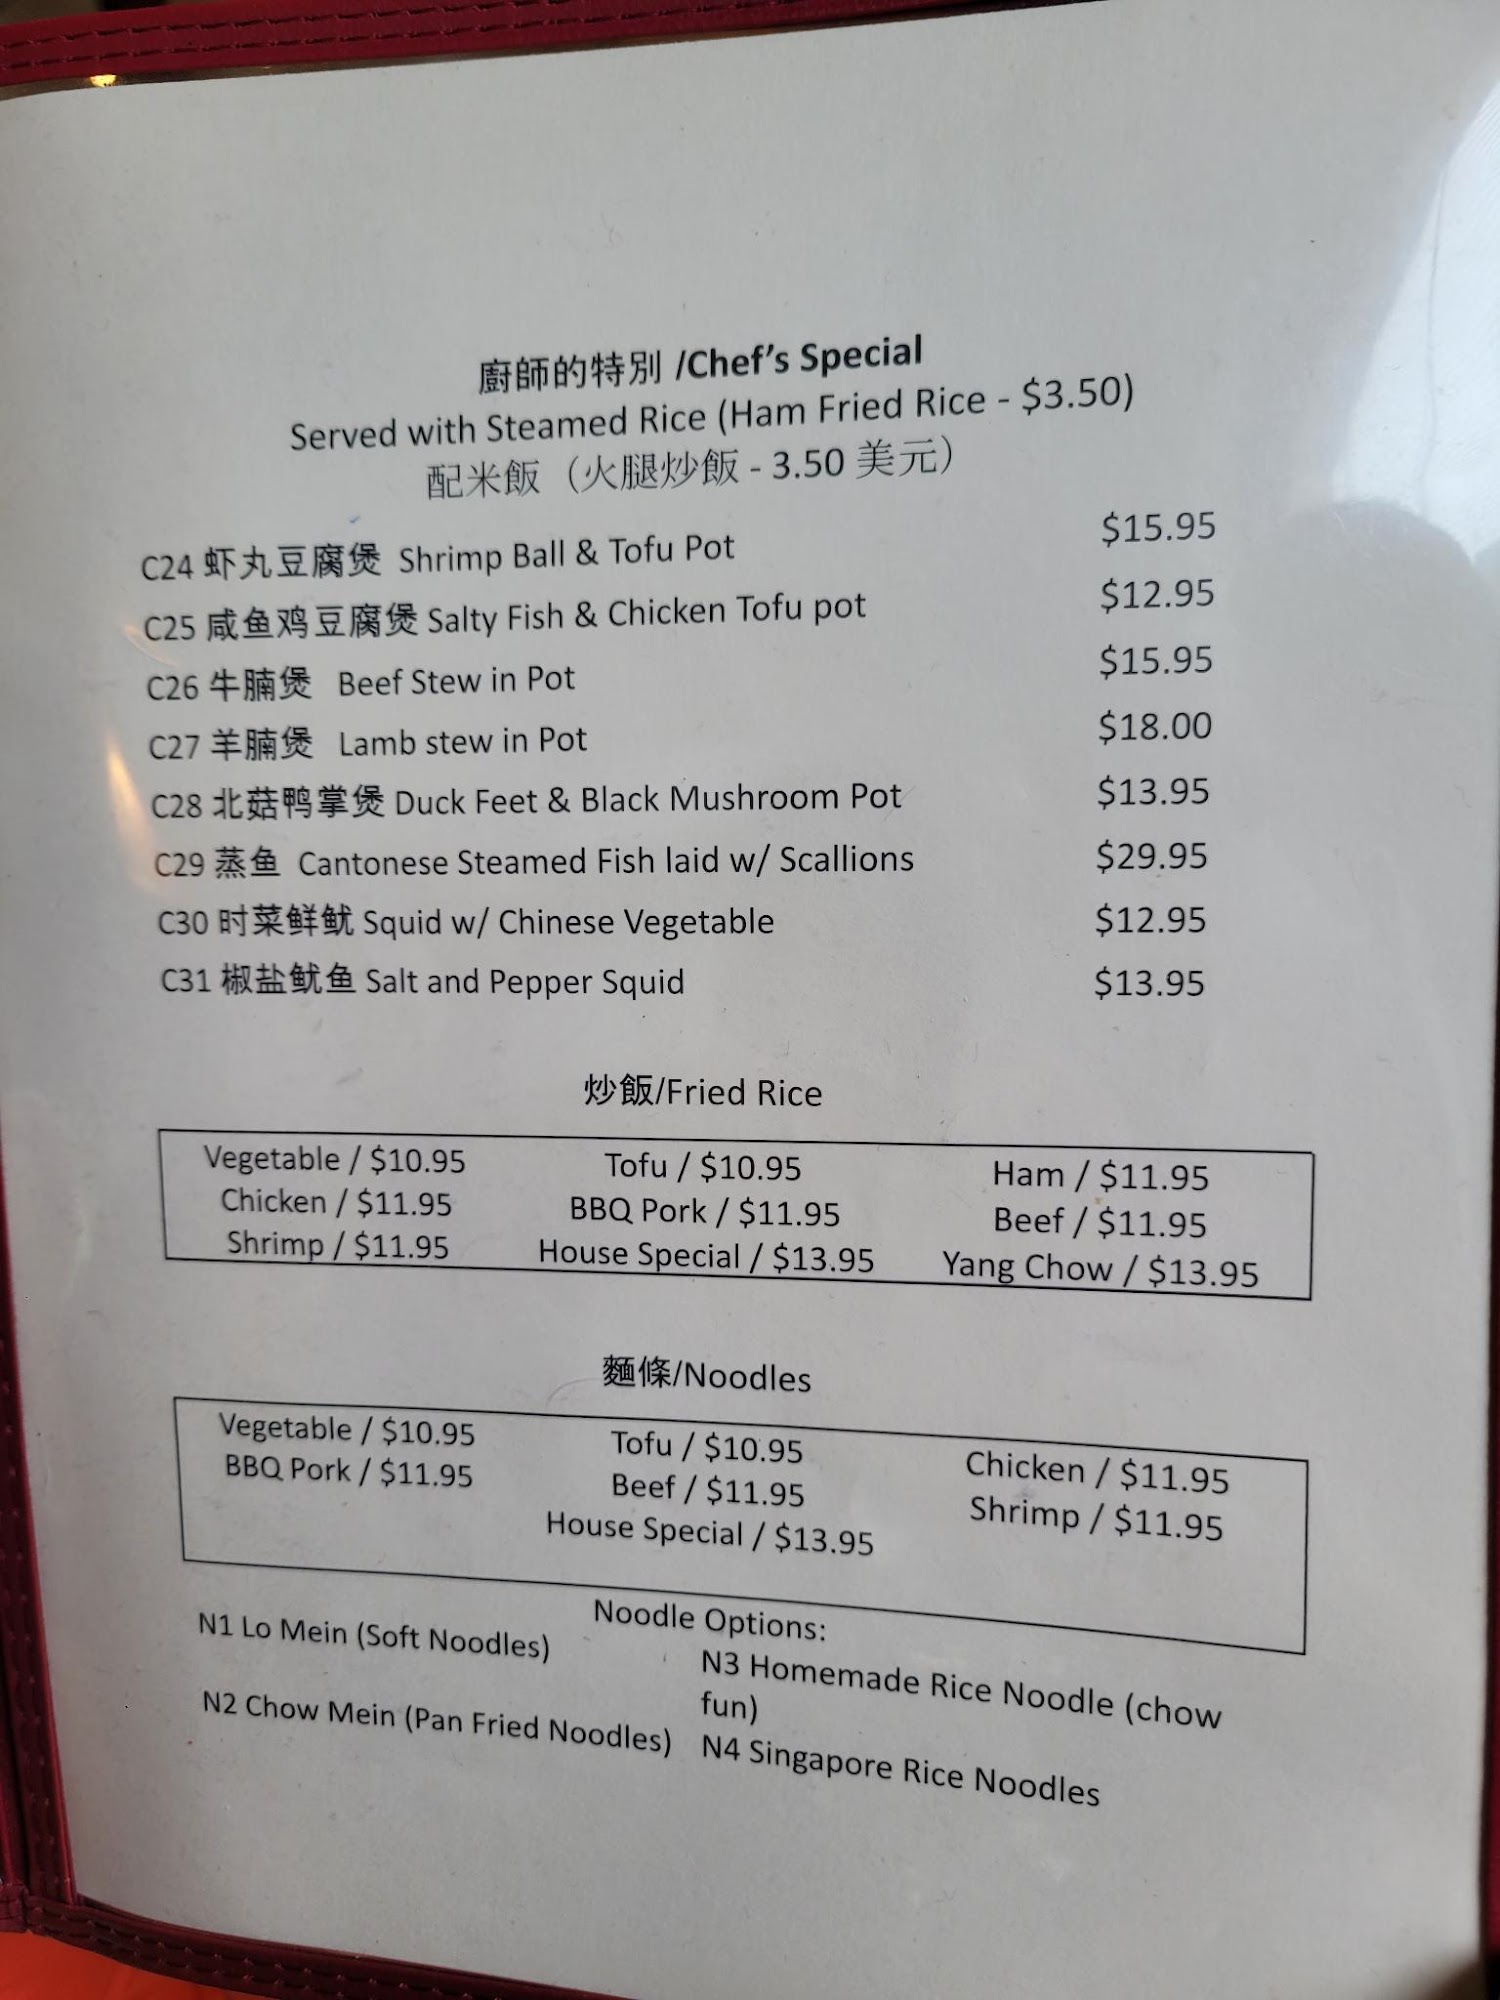 廚師的特別 /Chef's Special
Served with Steamed Rice (Ham Fried Rice - $3.50)
配米飯（火腿炒飯 - 3.50 美元）
C24 虾丸豆腐煲 Shrimp Ball & Tofu Pot $15.95
C25 咸鱼鸡豆腐煲 Salty Fish & Chicken Tofu pot $12.95
C26 牛腩煲 Beef Stew in Pot $15.95
C27 羊腩煲 Lamb stew in Pot $18.00
C28 北菇鸭掌煲 Duck Feet & Black Mushroom Pot $13.95
C29 蒸鱼 Cantonese Steamed Fish laid w/ Scallions $29.95
C30 时菜鲜鱿 Squid w/ Chinese Vegetable $12.95
C31 椒盐鱿鱼 Salt and Pepper Squid $13.95
炒飯/Fried Rice
Vegetable / $10.95 Tofu / $10.95 Ham / $11.95
Chicken / $11.95 BBQ Pork / $11.95 Beef / $11.95
Shrimp / $11.95 House Special / $13.95 Yang Chow / $13.95
麵條/Noodles
Vegetable / $10.95 Tofu / $10.95 Chicken / $11.95
BBQ Pork / $11.95 Beef / $11.95 Shrimp / $11.95
House Special / $13.95
Noodle Options:
N1 Lo Mein (Soft Noodles)
N2 Chow Mein (Pan Fried Noodles)
N3 Homemade Rice Noodle (chow
fun)
N4 Singapore Rice Noodles